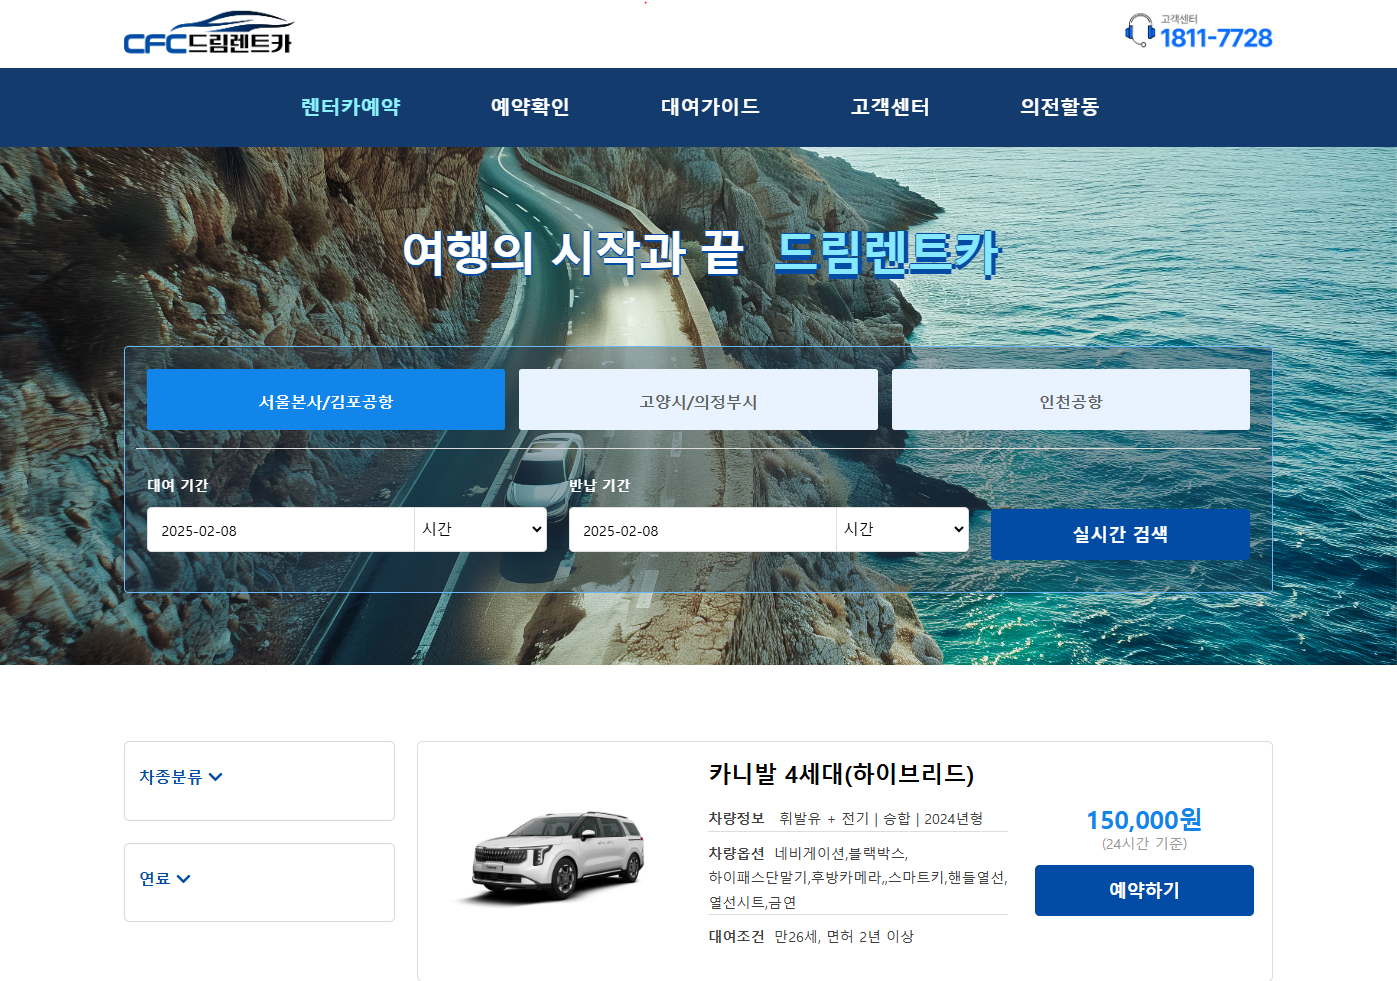 CFC드림렌트카
고객센터
1811-7728
렌터카예약 예약확인 대여가이드 고객센터 의전할동
여행의 시작과 끝 드림렌트카
서울본사/김포공항 고양시/의정부시 인천공항
대여 기간 반납 기간
2025-02-08 시간 2025-02-08 시간 실시간 검색
차종분류
연료
카니발 4세대(하이브리드)
차량정보 휘발유 + 전기 | 승합 | 2024년형
차량옵션 네비게이션,블랙박스,
하이패스단말기,후방카메라,,스마트키,핸들열선,
열선시트,금연
대여조건 만26세, 면허 2년 이상
150,000원
(24시간 기준)
예약하기